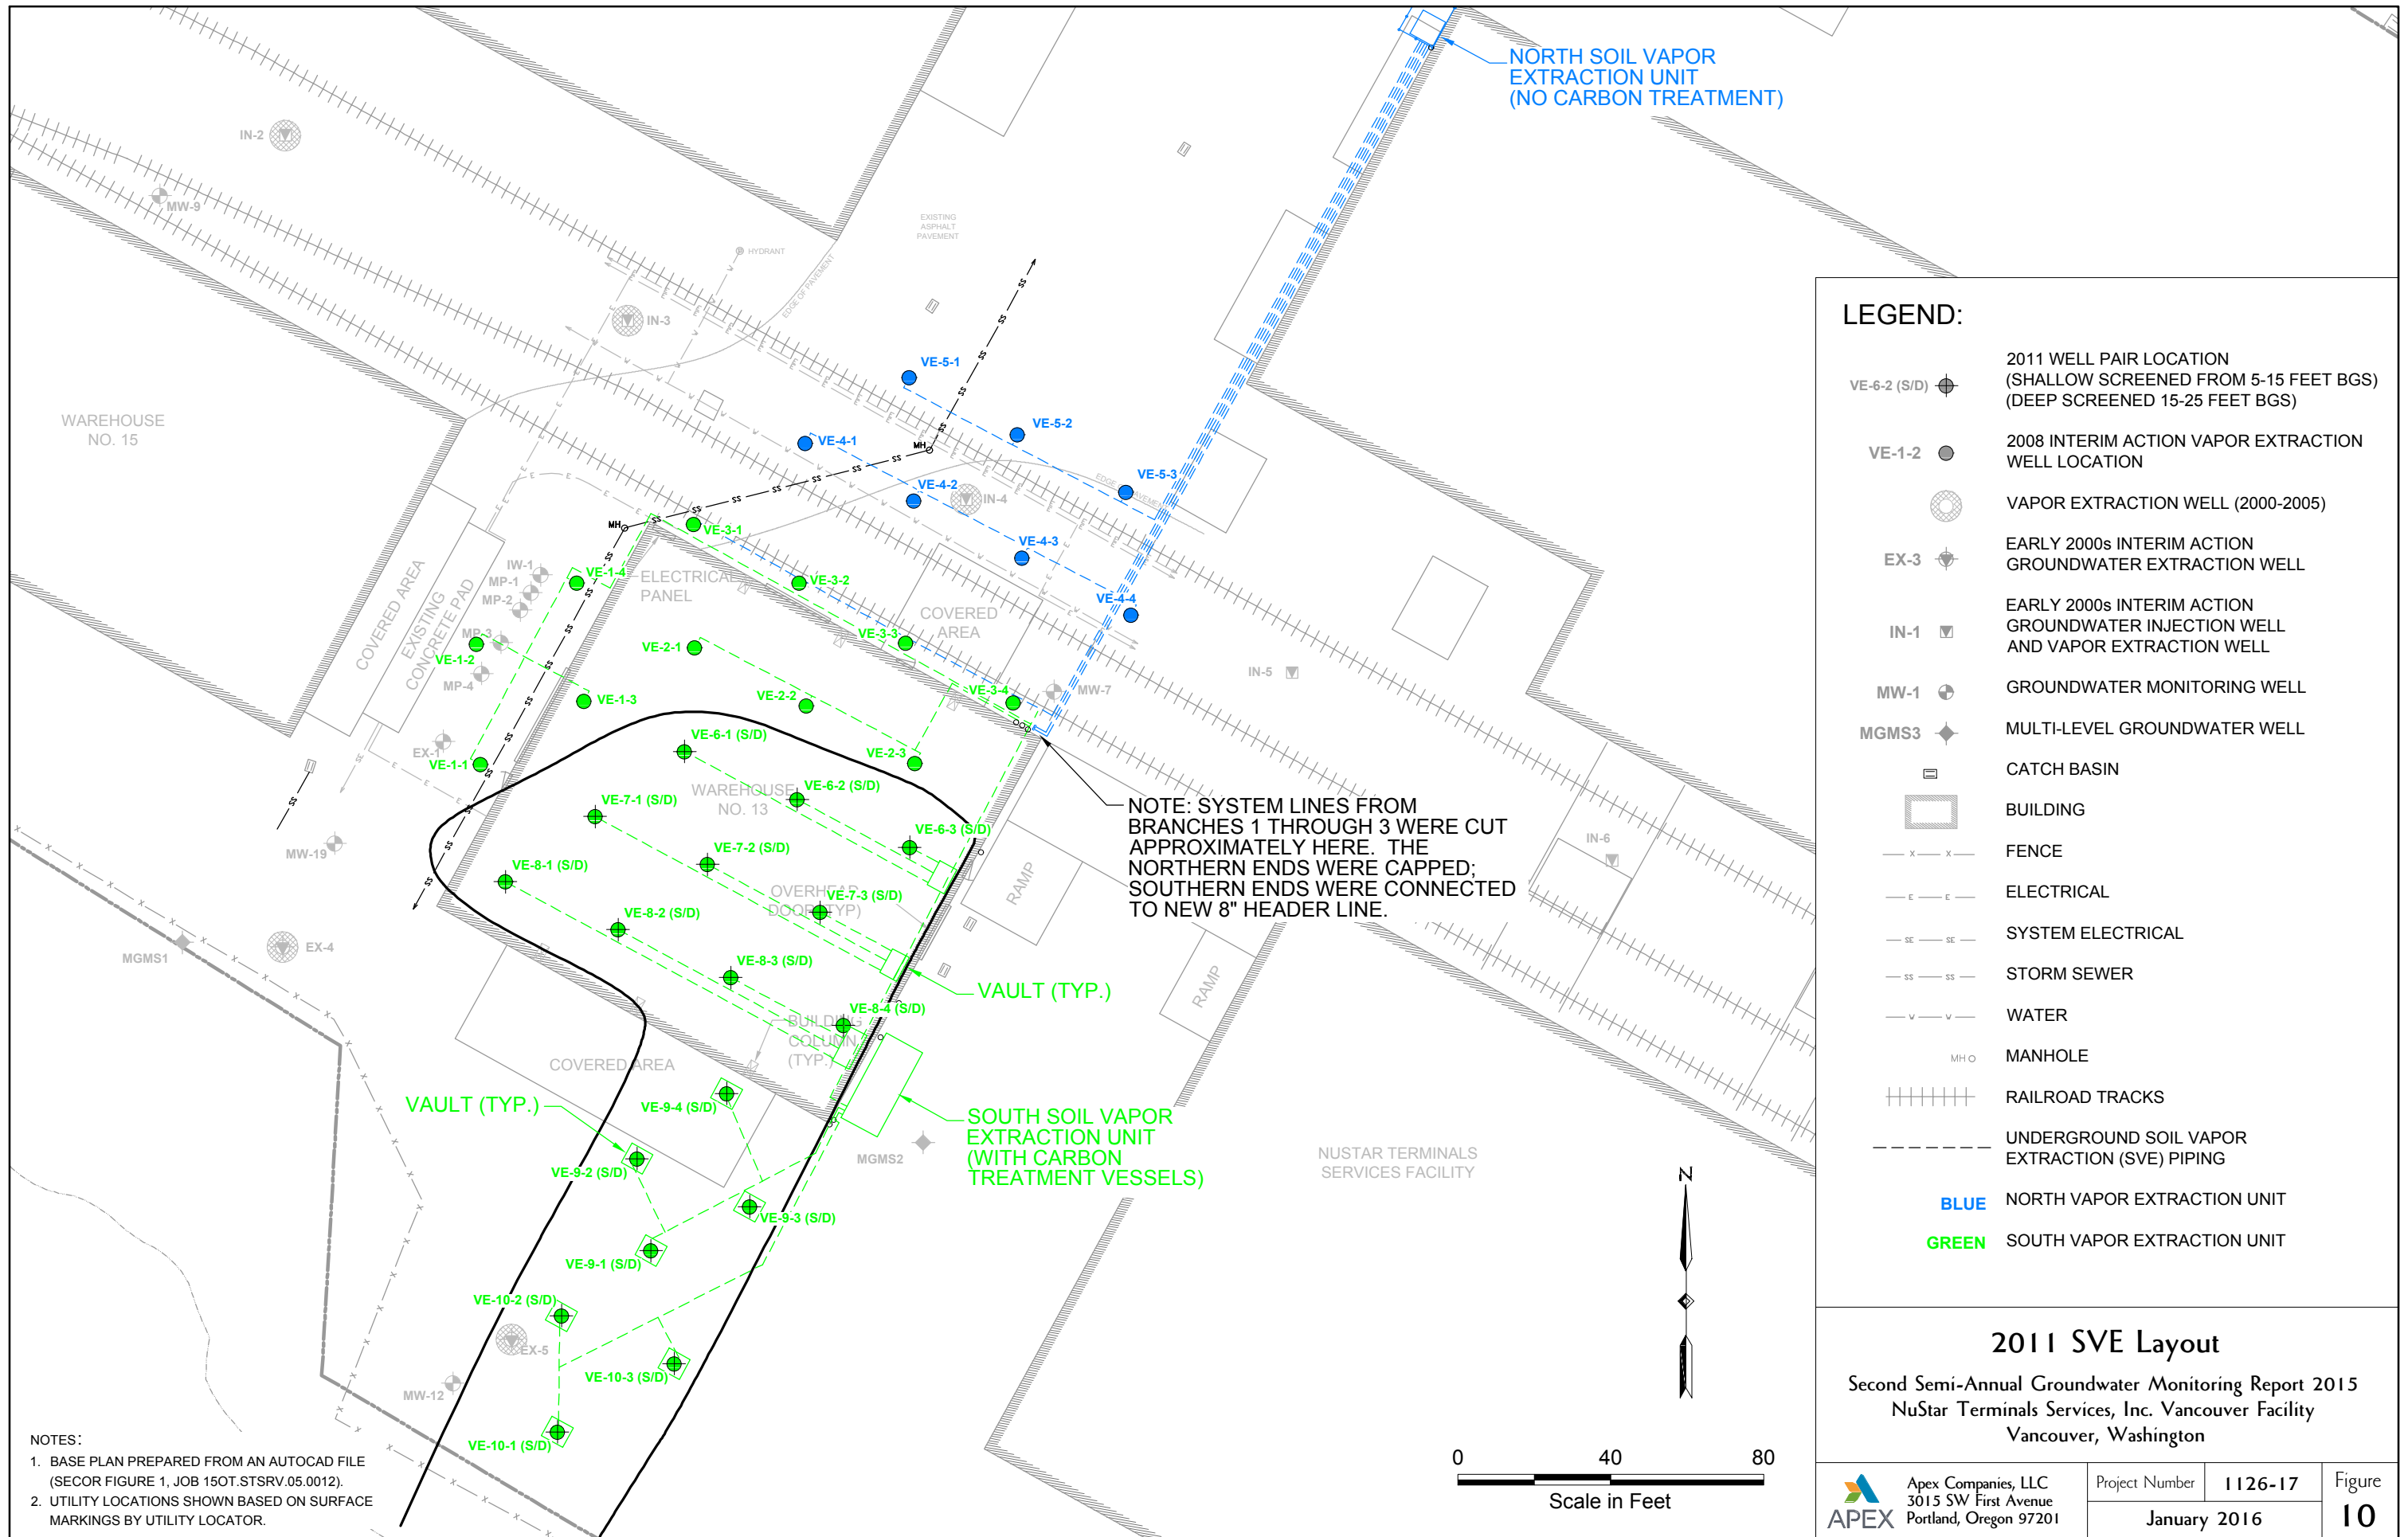 NORTH SOIL VAPOR
EXTRACTION UNIT
(NO CARBON TREATMENT)
IN-2
MW-9
EXISTING
ASPHALT
PAVEMENT
HYDRANT
EDGE OF PAVEMENT
IN-3
WAREHOUSE
NO. 15
VE-5-1
VE-5-2
VE-5-3
VE-4-1
MH
VE-4-2
IN-4
VE-4-3
VE-4-4
MH
VE-3-1
VE-3-2
VE-3-3
VE-3-4
MW-7
IN-5
IN-6
COVERED
AREA
ELECTRICAL
PANEL
COVERED AREA
EXISTING
CONCRETE PAD
IW-1
MP-1
MP-2
MP-3
MP-4
VE-1-4
VE-1-2
VE-1-3
EX-1
VE-1-1
VE-2-1
VE-2-2
VE-2-3
VE-6-1 (S/D)
VE-6-2 (S/D)
VE-6-3 (S/D)
WAREHOUSE
NO. 13
VE-7-1 (S/D)
VE-7-2 (S/D)
VE-7-3 (S/D)
OVERHEAD
DOOR (TYP)
VE-8-1 (S/D)
VE-8-2 (S/D)
VE-8-3 (S/D)
VE-8-4 (S/D)
NOTE: SYSTEM LINES FROM
BRANCHES 1 THROUGH 3 WERE CUT
APPROXIMATELY HERE. THE
NORTHERN ENDS WERE CAPPED;
SOUTHERN ENDS WERE CONNECTED
TO NEW 8" HEADER LINE.
RAMP
RAMP
MW-19
MGMS1
EX-4
VAULT (TYP.)
BUILDING
COLUMN
(TYP.)
COVERED AREA
VAULT (TYP.)
VE-9-4 (S/D)
VE-9-2 (S/D)
VE-9-3 (S/D)
VE-9-1 (S/D)
MGMS2
SOUTH SOIL VAPOR
EXTRACTION UNIT
(WITH CARBON
TREATMENT VESSELS)
NUSTAR TERMINALS
SERVICES FACILITY
VE-10-2 (S/D)
EX-5
VE-10-3 (S/D)
MW-12
VE-10-1 (S/D)
N
0 40 80
Scale in Feet
NOTES:
1. BASE PLAN PREPARED FROM AN AUTOCAD FILE
(SECOR FIGURE 1, JOB 15OT.STSRV.05.0012).
2. UTILITY LOCATIONS SHOWN BASED ON SURFACE
MARKINGS BY UTILITY LOCATOR.
LEGEND:
VE-6-2 (S/D) 2011 WELL PAIR LOCATION
(SHALLOW SCREENED FROM 5-15 FEET BGS)
(DEEP SCREENED 15-25 FEET BGS)
VE-1-2 2008 INTERIM ACTION VAPOR EXTRACTION
WELL LOCATION
VAPOR EXTRACTION WELL (2000-2005)
EX-3 EARLY 2000s INTERIM ACTION
GROUNDWATER EXTRACTION WELL
IN-1 EARLY 2000s INTERIM ACTION
GROUNDWATER INJECTION WELL
AND VAPOR EXTRACTION WELL
MW-1 GROUNDWATER MONITORING WELL
MGMS3 MULTI-LEVEL GROUNDWATER WELL
CATCH BASIN
BUILDING
X X FENCE
E E ELECTRICAL
SE SE SYSTEM ELECTRICAL
SS SS STORM SEWER
W W WATER
MH MANHOLE
RAILROAD TRACKS
UNDERGROUND SOIL VAPOR
EXTRACTION (SVE) PIPING
BLUE NORTH VAPOR EXTRACTION UNIT
GREEN SOUTH VAPOR EXTRACTION UNIT
2011 SVE Layout
Second Semi-Annual Groundwater Monitoring Report 2015
NuStar Terminals Services, Inc. Vancouver Facility
Vancouver, Washington
APEX
Apex Companies, LLC
3015 SW First Avenue
Portland, Oregon 97201
Project Number 1126-17
January 2016
Figure
10